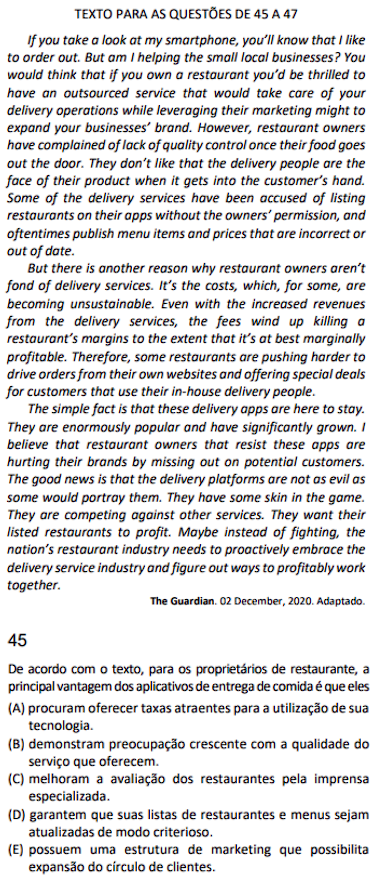 TEXTO PARA AS QUESTÕES DE 45 A 47
If you take a look at my smartphone, you'll know that I like
to order out. But am I helping the small local businesses? You
would think that if you own a restaurant you'd be thrilled to
have an outsourced service that would take care of your
delivery operations while leveraging their marketing might to
expand your businesses' brand. However, restaurant owners
have complained of lack of quality control once their food goes
out the door. They don't like that the delivery people are the
face of their product when it gets into the customer's hand.
Some of the delivery services have been accused of listing
restaurants on their apps without the owners' permission, and
oftentimes publish menu items and prices that are incorrect or
out of date.
But there is another reason why restaurant owners aren't
fond of delivery services. It's the costs, which, for some, are
becoming unsustainable. Even with the increased revenues
from the delivery services, the fees wind up killing a
restaurant's margins to the extent that it's at best marginally
profitable. Therefore, some restaurants are pushing harder to
drive orders from their own websites and offering special deals
for customers that use their in-house delivery people.
The simple fact is that these delivery apps are here to stay.
They are enormously popular and have significantly grown. I
believe that restaurant owners that resist these apps are
hurting their brands by missing out on potential customers.
The good news is that the delivery platforms are not as evil as
some would portray them. They have some skin in the game.
They are competing against other services. They want their
listed restaurants to profit. Maybe instead of fighting, the
nation's restaurant industry needs to proactively embrace the
delivery service industry and figure out ways to profitably work
together.
The Guardian. 02 December, 2020. Adaptado.
45
De acordo com o texto, para os proprietários de restaurante, a
principal vantagem dos aplicativos de entrega de comida é que eles
(A) procuram oferecer taxas atraentes para a utilização de sua
tecnologia.
(B) demonstram preocupação crescente com a qualidade do
serviço que oferecem.
(C) melhoram a avaliação dos restaurantes pela imprensa
especializada.
(D) garantem que suas listas de restaurantes e menus sejam
atualizadas de modo criterioso.
(E) possuem uma estrutura de marketing que possibilita
expansão do círculo de clientes.